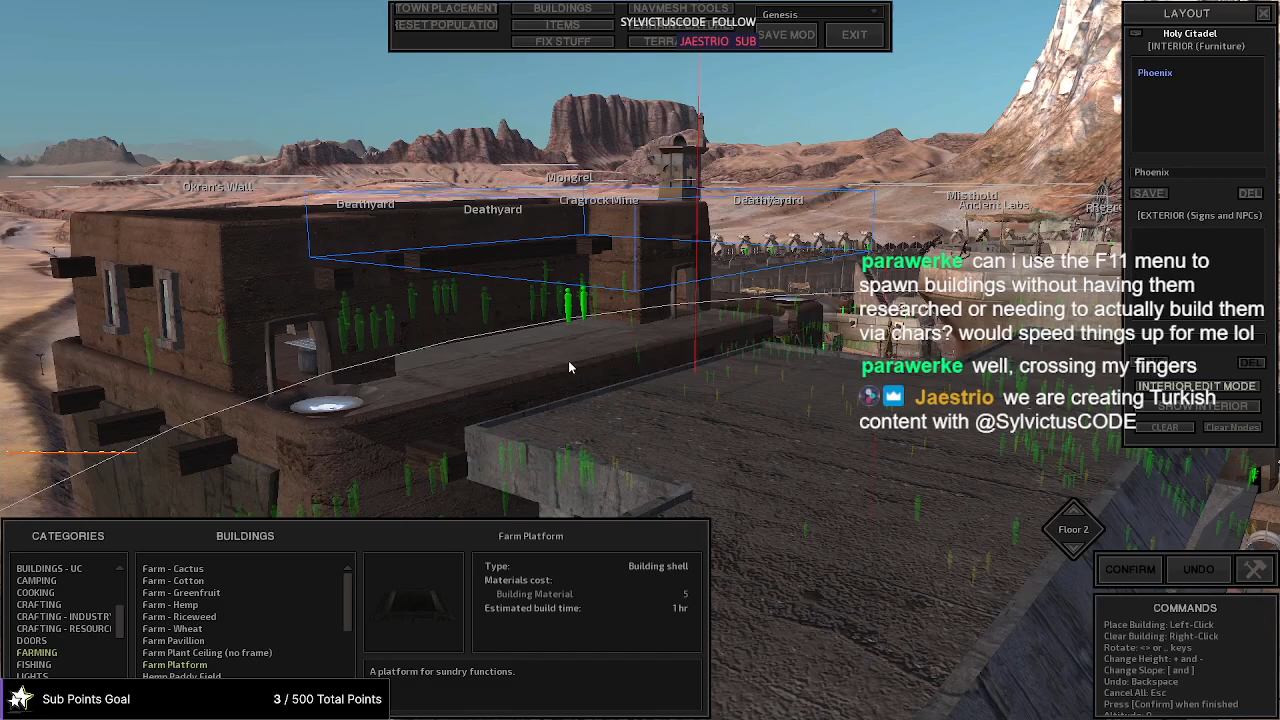 TOWN PLACEMENT
BUILDINGS
NAVMESH TOOLS
Genesis
RESET POPULATIO
ITEMS
SYLVICTUSCODE FOLLOW
FIX STUFF
TERRA
JAESTRIO SUB
SAVE MOD
EXIT
LAYOUT
Holy Citadel
[INTERIOR (Furniture)
Phoenix
Phoenix
SAVE
DEL
[EXTERIOR (Signs and NPCs)
DEL
INTERIOR EDIT MODE
SHOW INTERIOR
CLEAR
Clear Nodes
Okran's Wall
Mongrel
Deathyard
Deathyard
Cragrock Mine
Misthold
Ancient Labs
parawerke can i use the F11 menu to
spawn buildings without having them
researched or needing to actually build them
via chars? would speed things up for me lol
parawerke well, crossing my fingers
Jaestrio we are creating Turkish
content with @SylvictusCODE
Floor 2
CONFIRM
UNDO
COMMANDS
Place Building: Left-Click
Clear Building: Right-Click
Rotate: <> or ,. keys
Change Height: + and -
Change Slope: [ and ]
Undo: Backspace
Cancel All: Esc
Press [Confirm] when finished
CATEGORIES
BUILDINGS - UC
CAMPING
COOKING
CRAFTING
CRAFTING - INDUSTR
CRAFTING - RESOURC
DOORS
FARMING
FISHING
LIGHTS
BUILDINGS
Farm - Cactus
Farm - Cotton
Farm - Greenfruit
Farm - Hemp
Farm - Riceweed
Farm - Wheat
Farm Pavillion
Farm Plant Ceiling (no frame)
Farm Platform
Hemp Paddy Field
Farm Platform
Type: Building shell
Materials cost:
Building Material 5
Estimated build time: 1 hr
A platform for sundry functions.
Sub Points Goal
3 / 500 Total Points